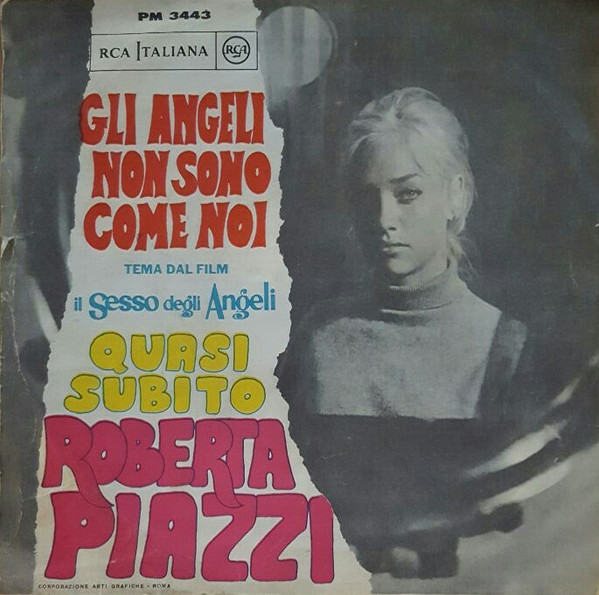 PM 3443
RCA ITALIANA RCA
GLI ANGELI
NON SONO
COME NOI
TEMA DAL FILM
il Sesso degli Angeli
QUASI
SUBITO
ROBERTA
PIAZZI
CORPORAZIONE ARTI GRAFICHE - ROMA